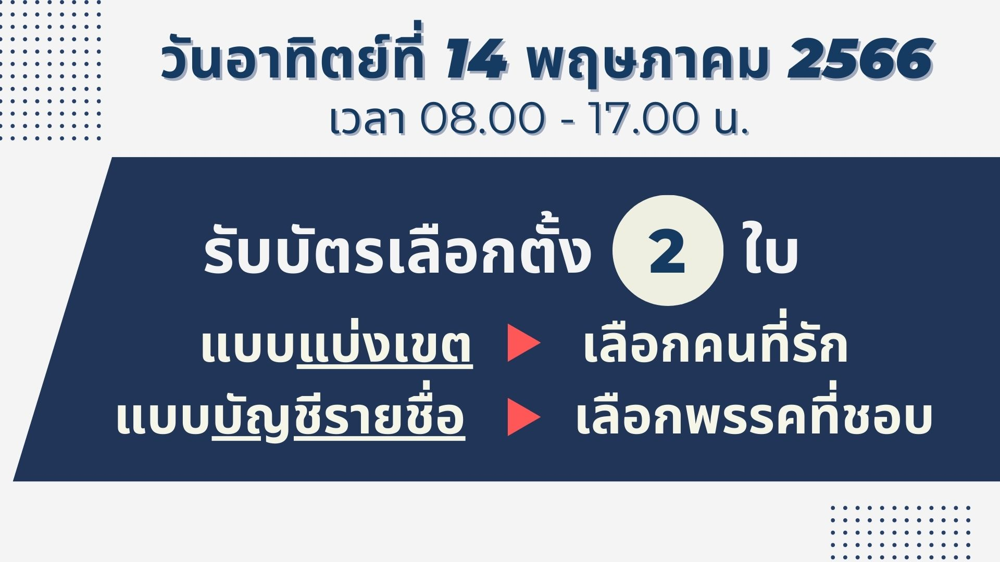 วันอาทิตย์ที่ 14 พฤษภาคม 2566
เวลา 08.00 - 17.00 น.
รับบัตรเลือกตั้ง 2 ใบ
แบบแบ่งเขต ▶ เลือกคนที่รัก
แบบบัญชีรายชื่อ ▶ เลือกพรรคที่ชอบ